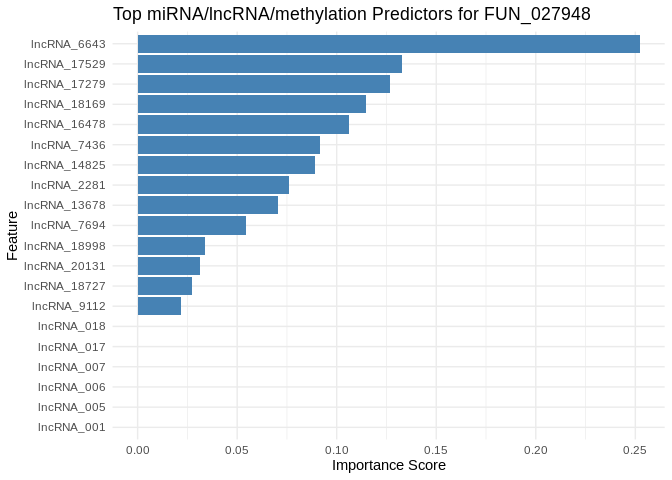 Top miRNA/lncRNA/methylation Predictors for FUN_027948
Feature
lncRNA_6643
lncRNA_17529
lncRNA_17279
lncRNA_18169
lncRNA_16478
lncRNA_7436
lncRNA_14825
lncRNA_2281
lncRNA_13678
lncRNA_7694
lncRNA_18998
lncRNA_20131
lncRNA_18727
lncRNA_9112
lncRNA_018
lncRNA_017
lncRNA_007
lncRNA_006
lncRNA_005
lncRNA_001
0.00 0.05 0.10 0.15 0.20 0.25
Importance Score